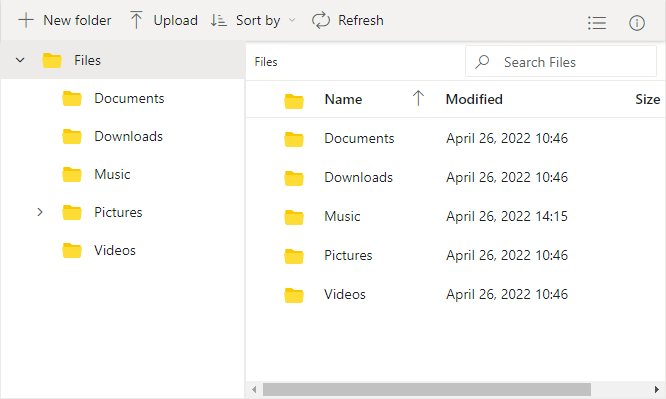 New folder Upload Sort by Refresh
Files
Documents
Downloads
Music
Pictures
Videos
Files Search Files
Name Modified Size
Documents April 26, 2022 10:46
Downloads April 26, 2022 10:46
Music April 26, 2022 14:15
Pictures April 26, 2022 10:46
Videos April 26, 2022 10:46